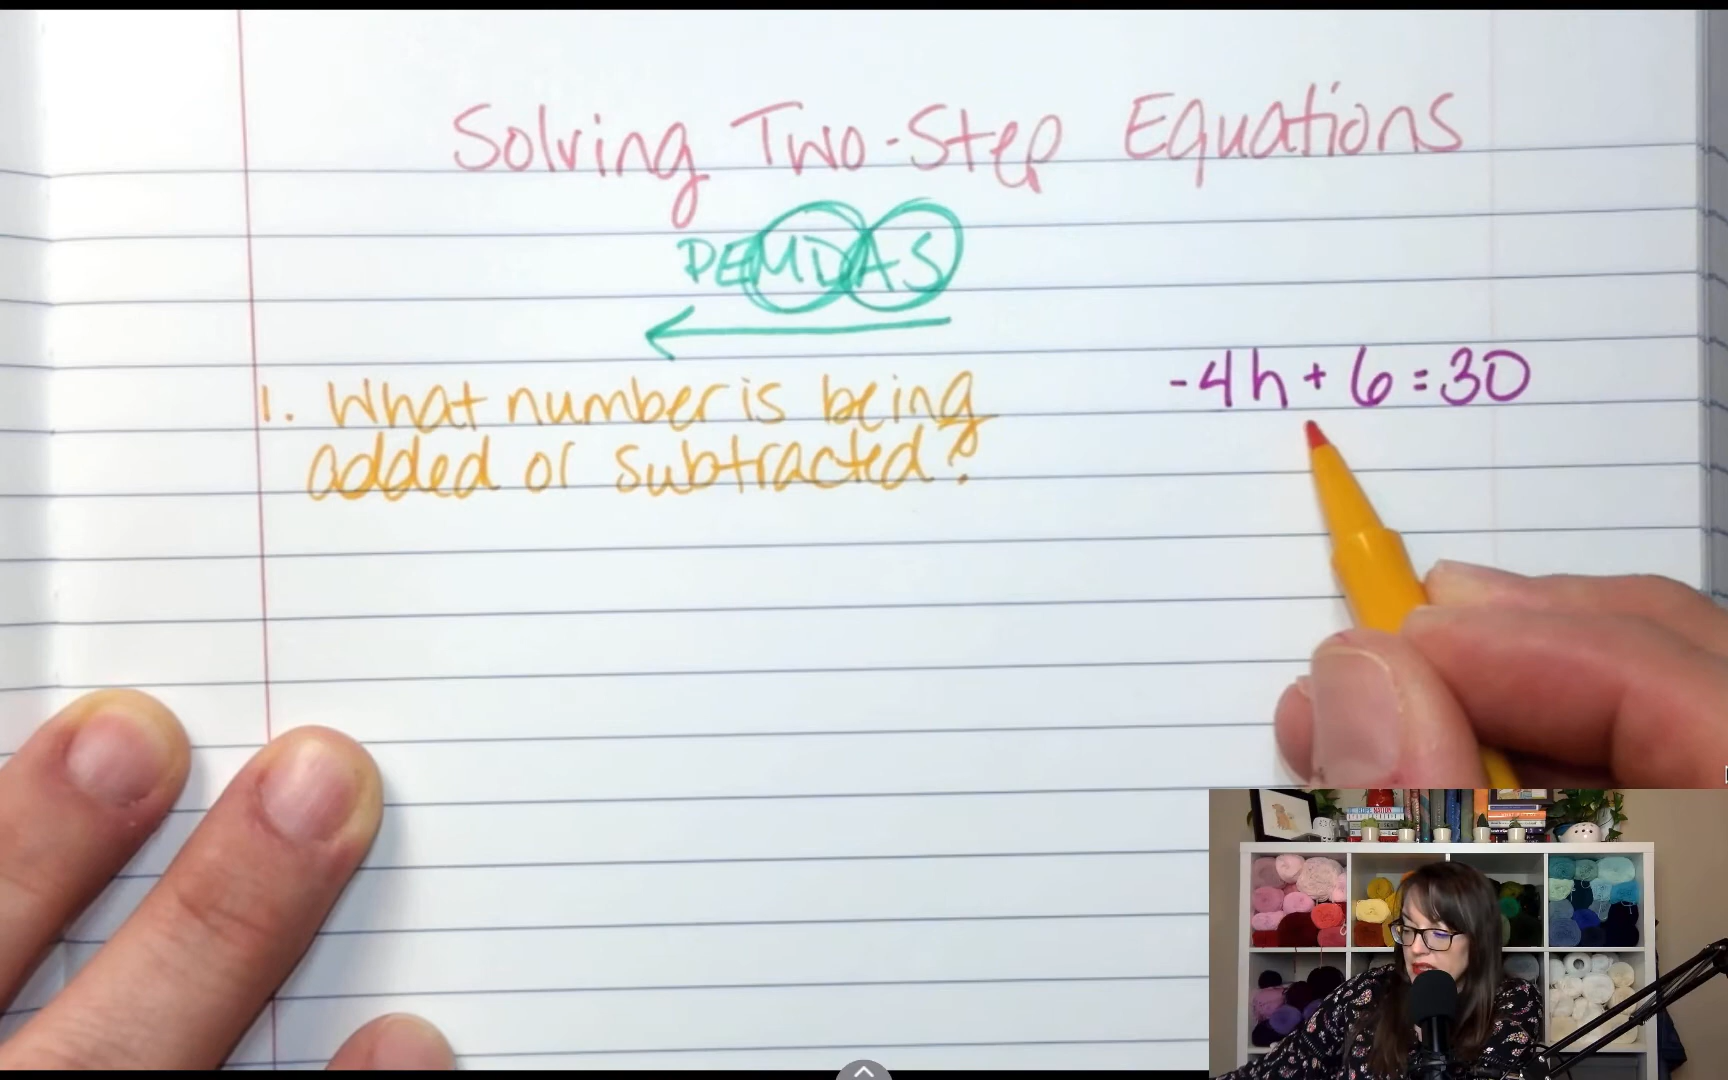 Solving Two-Step Equations
PEMDAS
1. What number is being
added or subtracted?
-4h + 6 = 30